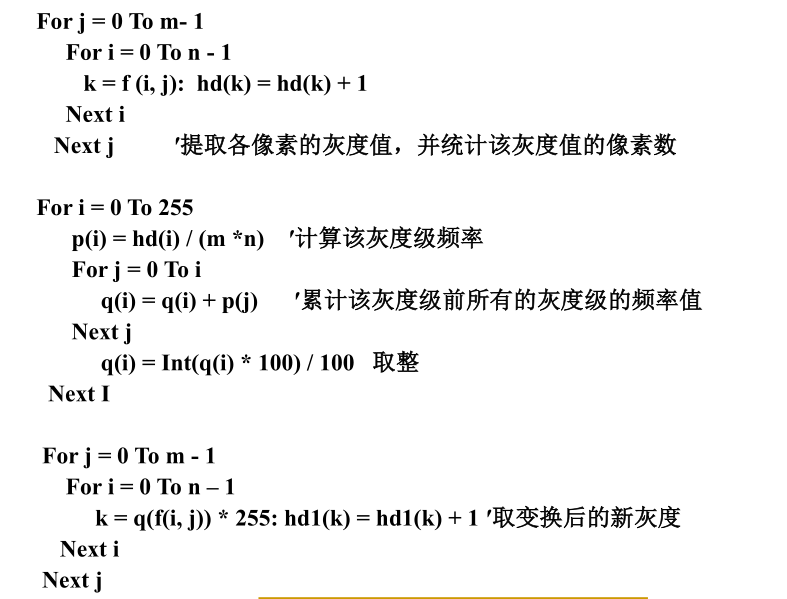 For j = 0 To m- 1
For i = 0 To n - 1
k = f (i, j):  hd(k) = hd(k) + 1
Next i
Next j ′提取各像素的灰度值，并统计该灰度值的像素数
For i = 0 To 255
p(i) = hd(i) / (m *n) ′计算该灰度级频率
For j = 0 To i
q(i) = q(i) + p(j) ′累计该灰度级前所有的灰度级的频率值
Next j
q(i) = Int(q(i) * 100) / 100 取整
Next I
For j = 0 To m - 1
For i = 0 To n – 1
k = q(f(i, j)) * 255: hd1(k) = hd1(k) + 1 ′取变换后的新灰度
Next i
Next j